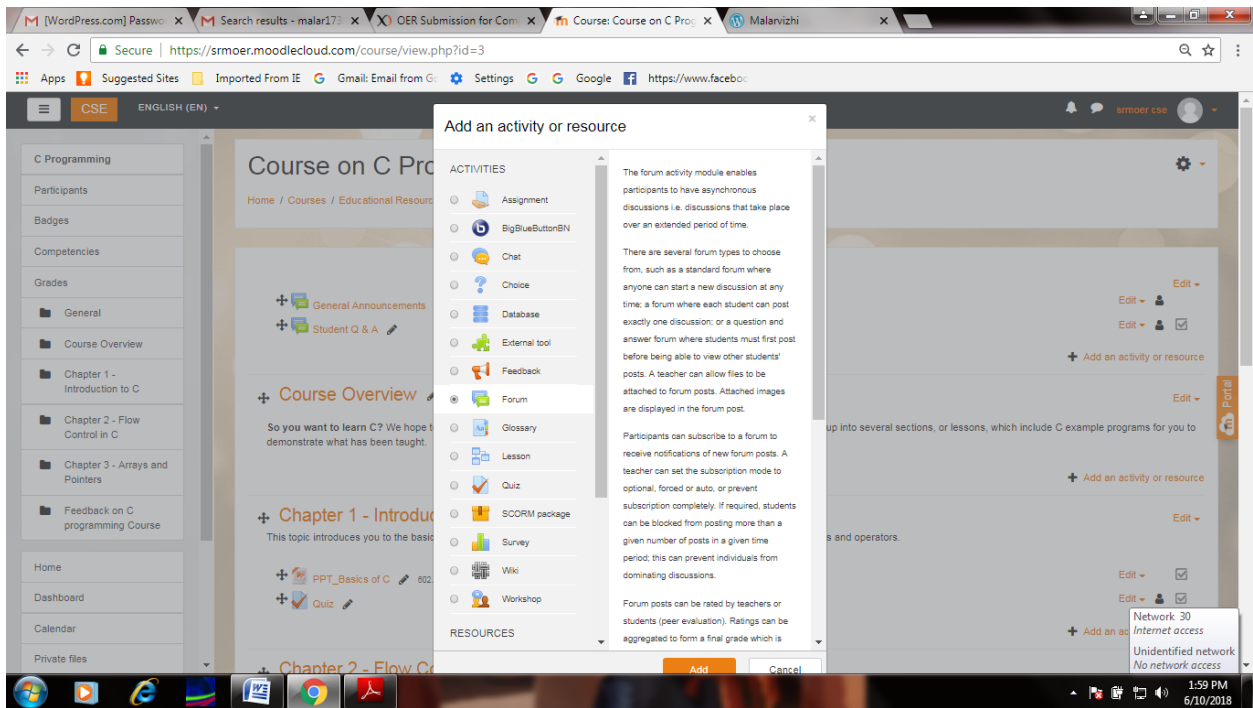 [WordPress.com] Passwo
Search results - malar173
OER Submission for Com
Course: Course on C Prog
Malarvizhi
Secure | https://srmoer.moodlecloud.com/course/view.php?id=3
Apps Suggested Sites Imported From IE Gmail: Email from Go Settings G Google https://www.faceboo
CSE ENGLISH (EN) srmoer cse
C Programming
Participants
Badges
Competencies
Grades
General
Course Overview
Chapter 1 -
Introduction to C
Chapter 2 - Flow
Control in C
Chapter 3 - Arrays and
Pointers
Feedback on C
programming Course
Home
Dashboard
Calendar
Private files
Course on C Pro
Home / Courses / Educational Resourc
Edit
General Announcements Edit
Student Q & A Edit
Add an activity or resource
Course Overview Edit
So you want to learn C? We hope t up into several sections, or lessons, which include C example programs for you to
demonstrate what has been taught.
Add an activity or resource
Chapter 1 - Introduc Edit
This topic introduces you to the basic s and operators.
PPT_Basics of C 602. Edit
Quiz Edit
Add an ac
Chapter 2 - Flow Co
Portal
Add an activity or resource
ACTIVITIES
Assignment
BigBlueButtonBN
Chat
Choice
Database
External tool
Feedback
Forum
Glossary
Lesson
Quiz
SCORM package
Survey
Wiki
Workshop
RESOURCES
The forum activity module enables
participants to have asynchronous
discussions i.e. discussions that take place
over an extended period of time.
There are several forum types to choose
from, such as a standard forum where
anyone can start a new discussion at any
time; a forum where each student can post
exactly one discussion; or a question and
answer forum where students must first post
before being able to view other students'
posts. A teacher can allow files to be
attached to forum posts. Attached images
are displayed in the forum post.
Participants can subscribe to a forum to
receive notifications of new forum posts. A
teacher can set the subscription mode to
optional, forced or auto, or prevent
subscription completely. If required, students
can be blocked from posting more than a
given number of posts in a given time
period; this can prevent individuals from
dominating discussions.
Forum posts can be rated by teachers or
students (peer evaluation). Ratings can be
aggregated to form a final grade which is
Add Cancel
Network 30
Internet access
Unidentified network
No network access
1:59 PM
6/10/2018